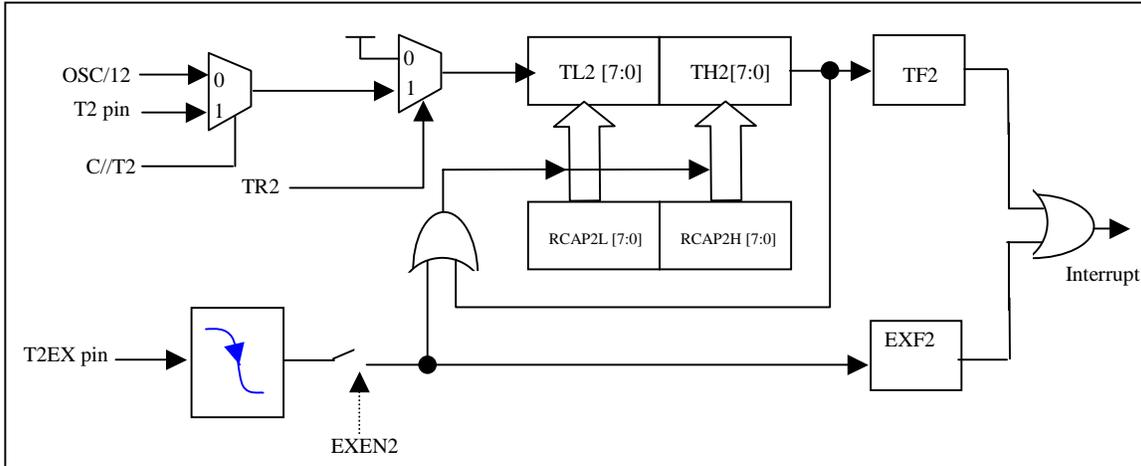 OSC/12
0
TL2 [7:0]
TH2[7:0]
TF2
0
1
T2 pin
1
C//T2
TR2
RCAP2L [7:0]
RCAP2H [7:0]
Interrupt
T2EX pin
EXF2
EXEN2